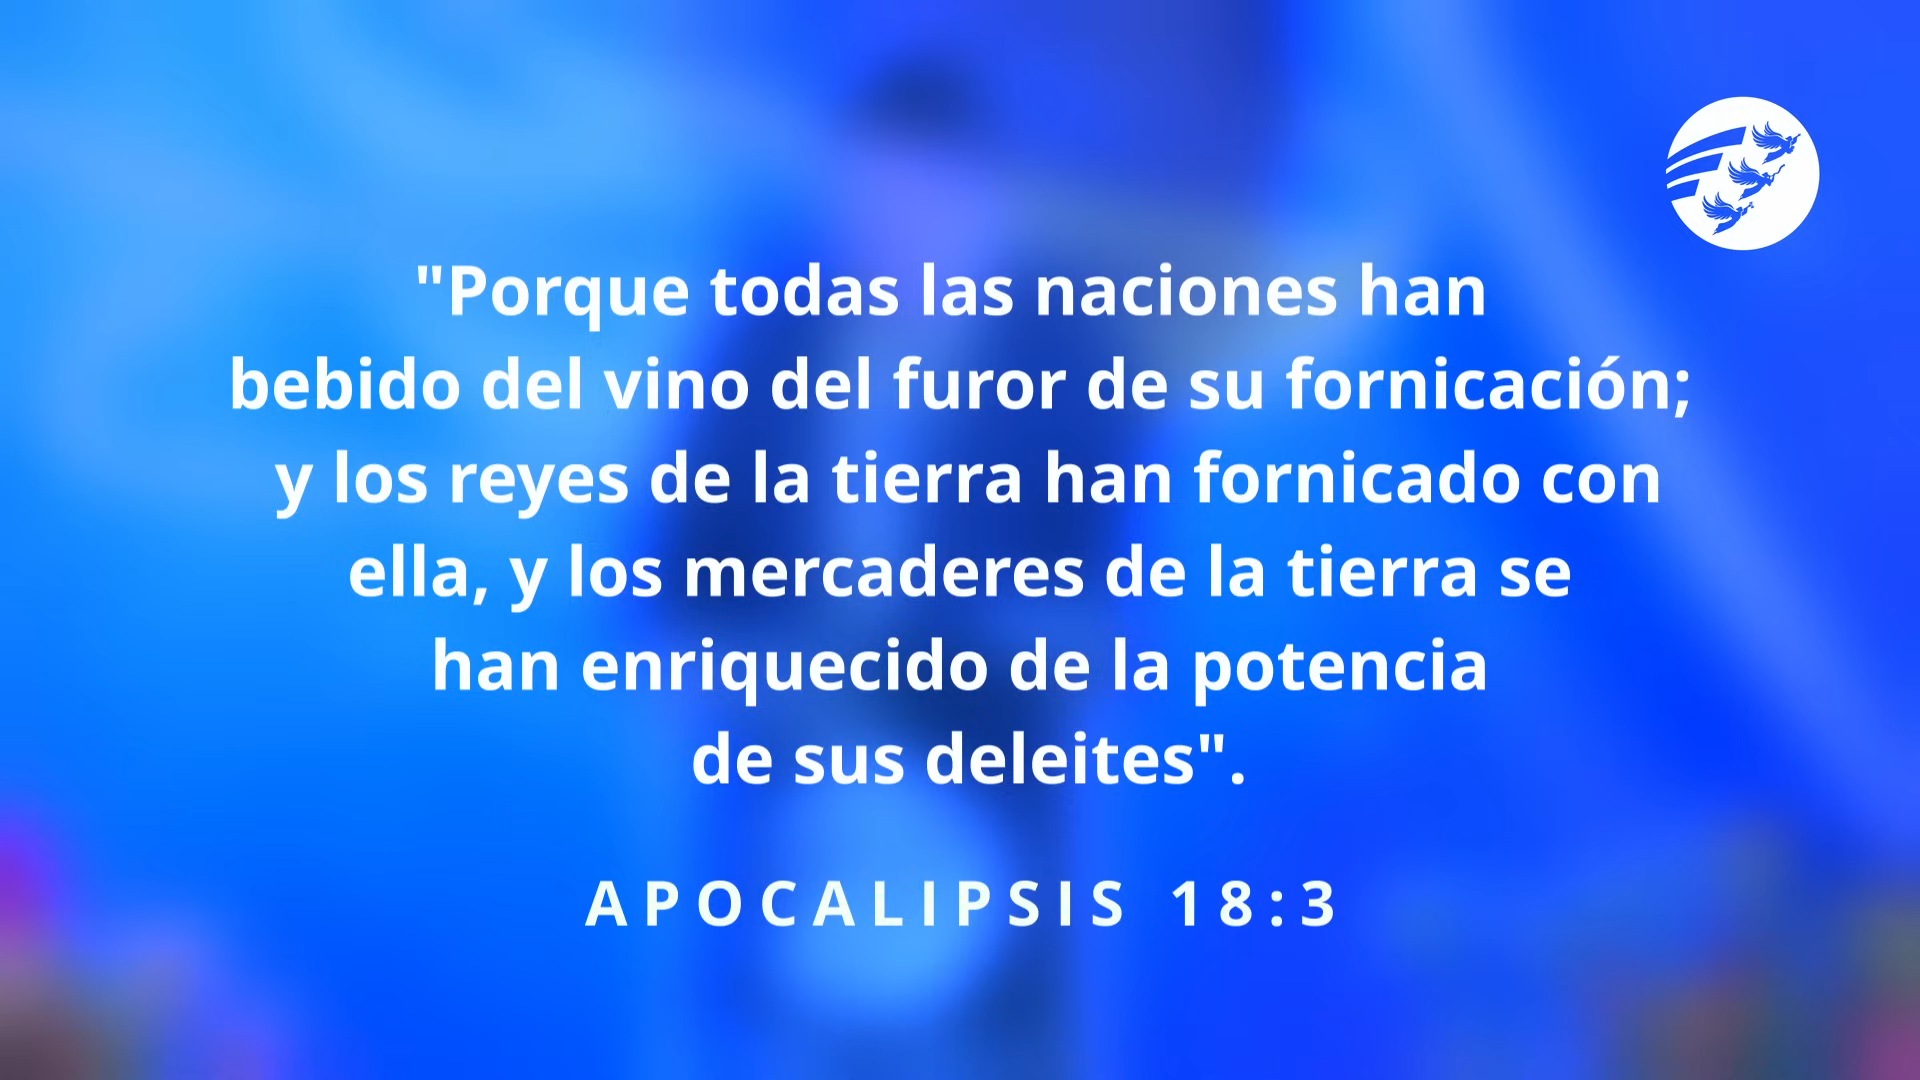 "Porque todas las naciones han
bebido del vino del furor de su fornicación;
y los reyes de la tierra han fornicado con
ella, y los mercaderes de la tierra se
han enriquecido de la potencia
de sus deleites".
APOCALIPSIS 18:3